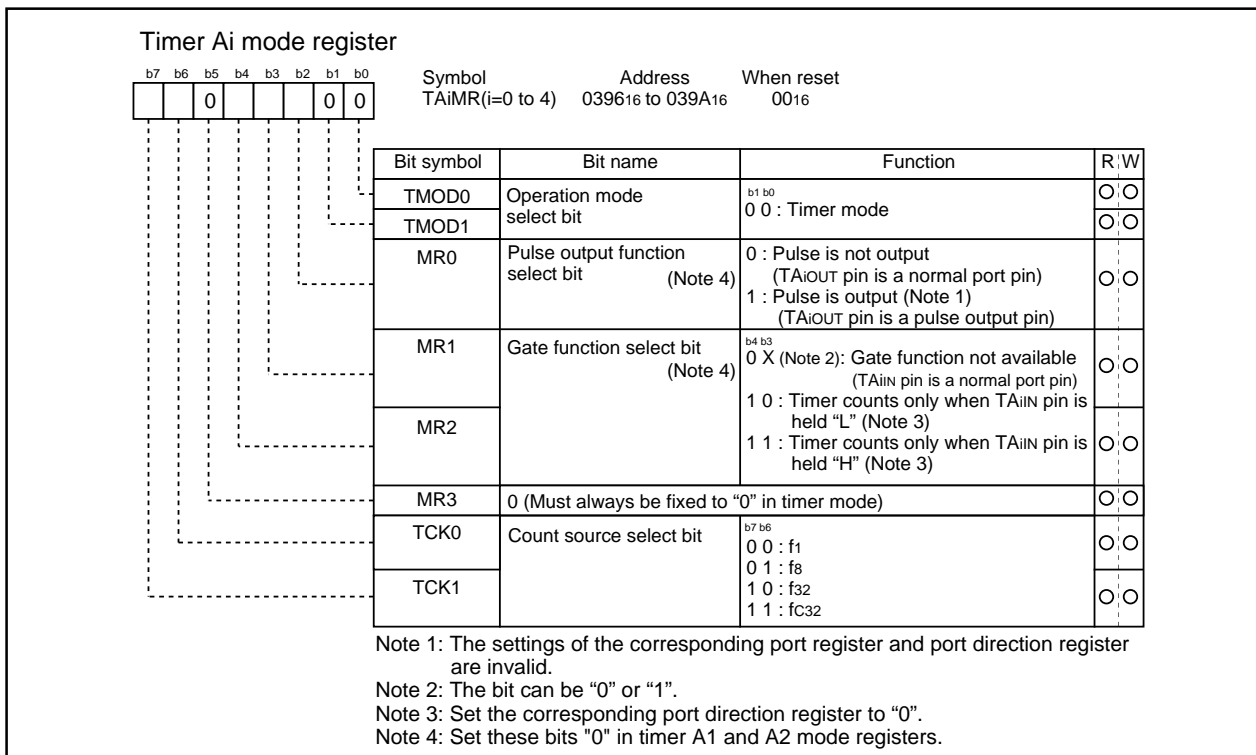 Timer Ai mode register
b7 b6 b5 b4 b3 b2 b1 b0
Symbol Address When reset
0 0 0
TAiMR(i=0 to 4) 039616 to 039A16 0016
Bit symbol Bit name Function R W
TMOD0 Operation mode select bit
b1 b0
0 0 : Timer mode
TMOD1
MR0 Pulse output function
select bit (Note 4)
0 : Pulse is not output
(TAiOUT pin is a normal port pin)
1 : Pulse is output (Note 1)
(TAiOUT pin is a pulse output pin)
MR1 Gate function select bit
(Note 4)
b4 b3
0 X (Note 2): Gate function not available
(TAiIN pin is a normal port pin)
1 0 : Timer counts only when TAiIN pin is
held “L” (Note 3)
MR2
1 1 : Timer counts only when TAiIN pin is
held “H” (Note 3)
MR3 0 (Must always be fixed to “0” in timer mode)
TCK0 Count source select bit
b7 b6
0 0 : f1
0 1 : f8
TCK1
1 0 : f32
1 1 : fC32
Note 1: The settings of the corresponding port register and port direction register
are invalid.
Note 2: The bit can be “0” or “1”.
Note 3: Set the corresponding port direction register to “0”.
Note 4: Set these bits "0" in timer A1 and A2 mode registers.